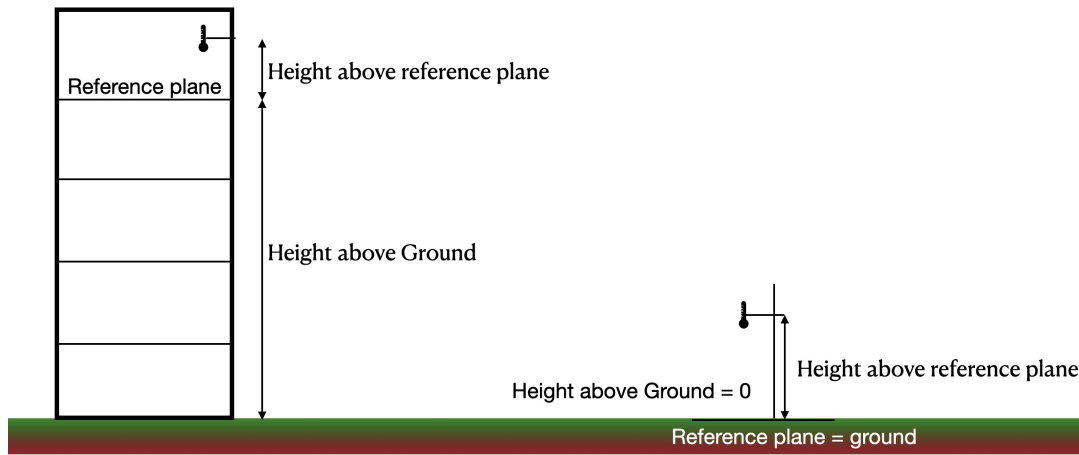 Height above reference plane
Reference plane
Height above Ground
Height above reference plane
Height above Ground = 0
Reference plane = ground